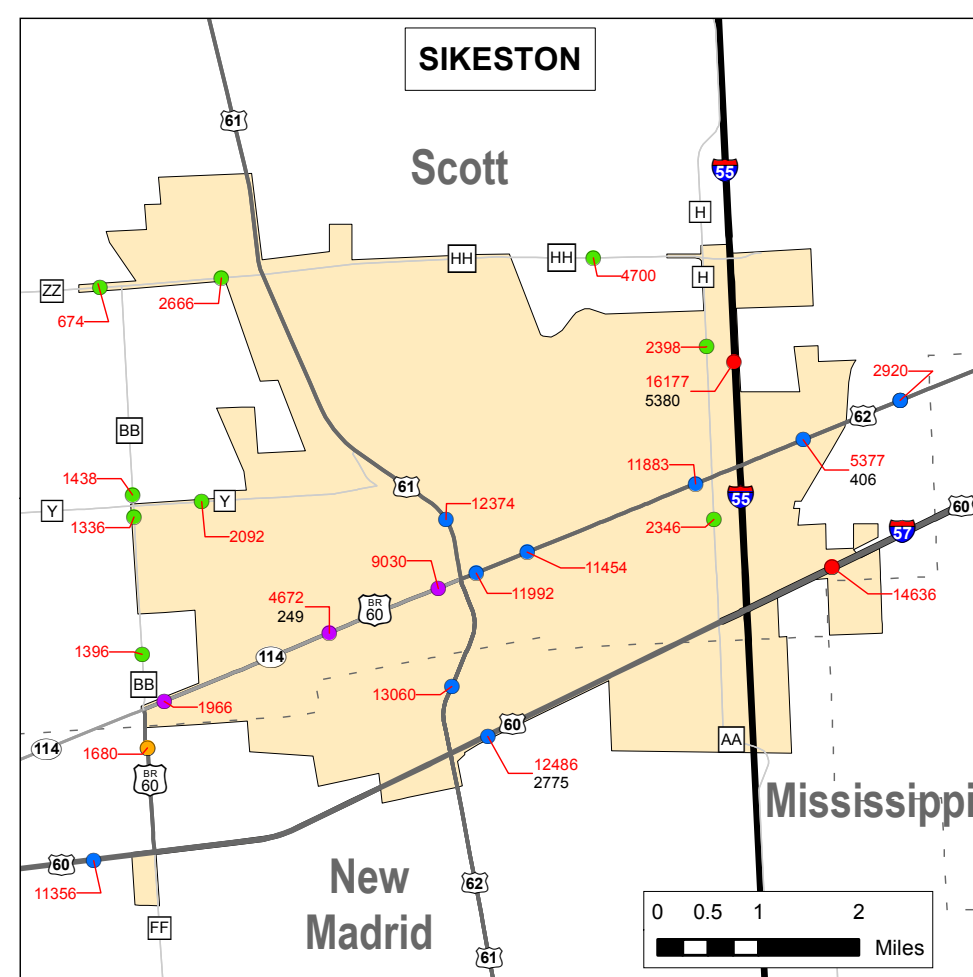 SIKESTON
61
Scott
55
H
HH
HH
4700
H
ZZ
674
2666
2398
16177
5380
2920
62
BB
1438
Y
Y
1336
2092
61
12374
11883
5377
406
55
2346
60
57
9030
11454
11992
14636
4672
249
BR
60
114
1396
BB
1966
13060
60
12486
2775
AA
114
1680
BR
60
Mississippi
60
11356
New
Madrid
62
FF
61
0 0.5 1 2
Miles